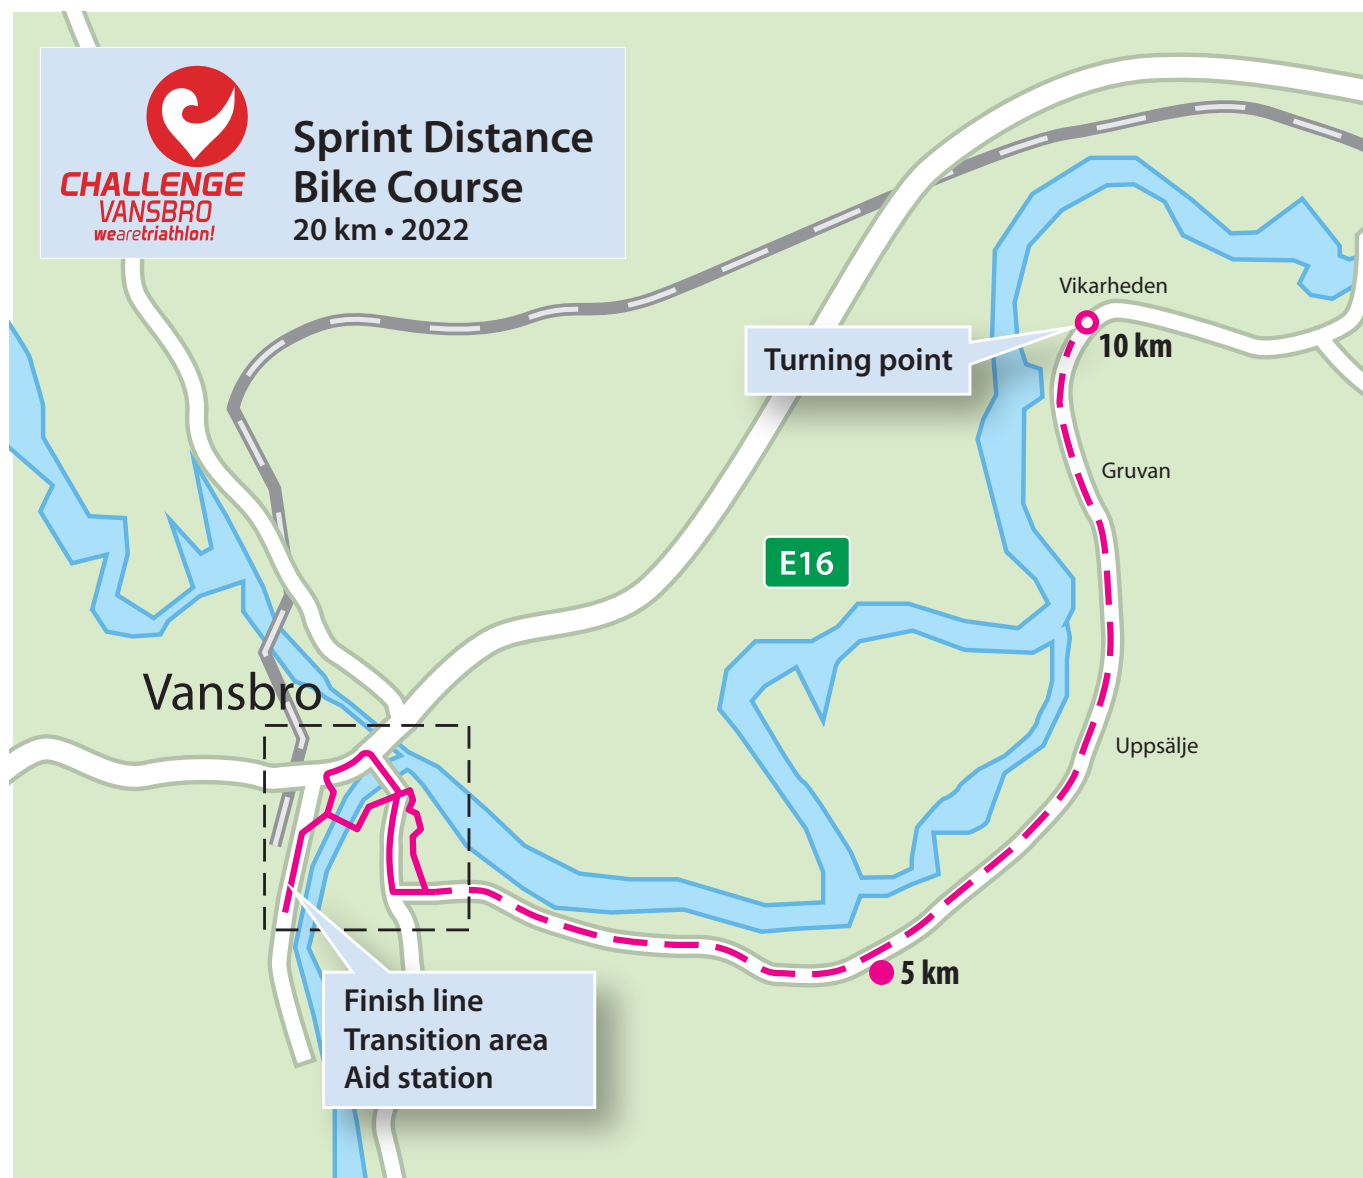 CHALLENGE
VANSBRO
wearetriathlon!
Sprint Distance
Bike Course
20 km • 2022
Vikarheden
Turning point
10 km
Gruvan
E16
Vansbro
Uppsälje
5 km
Finish line
Transition area
Aid station